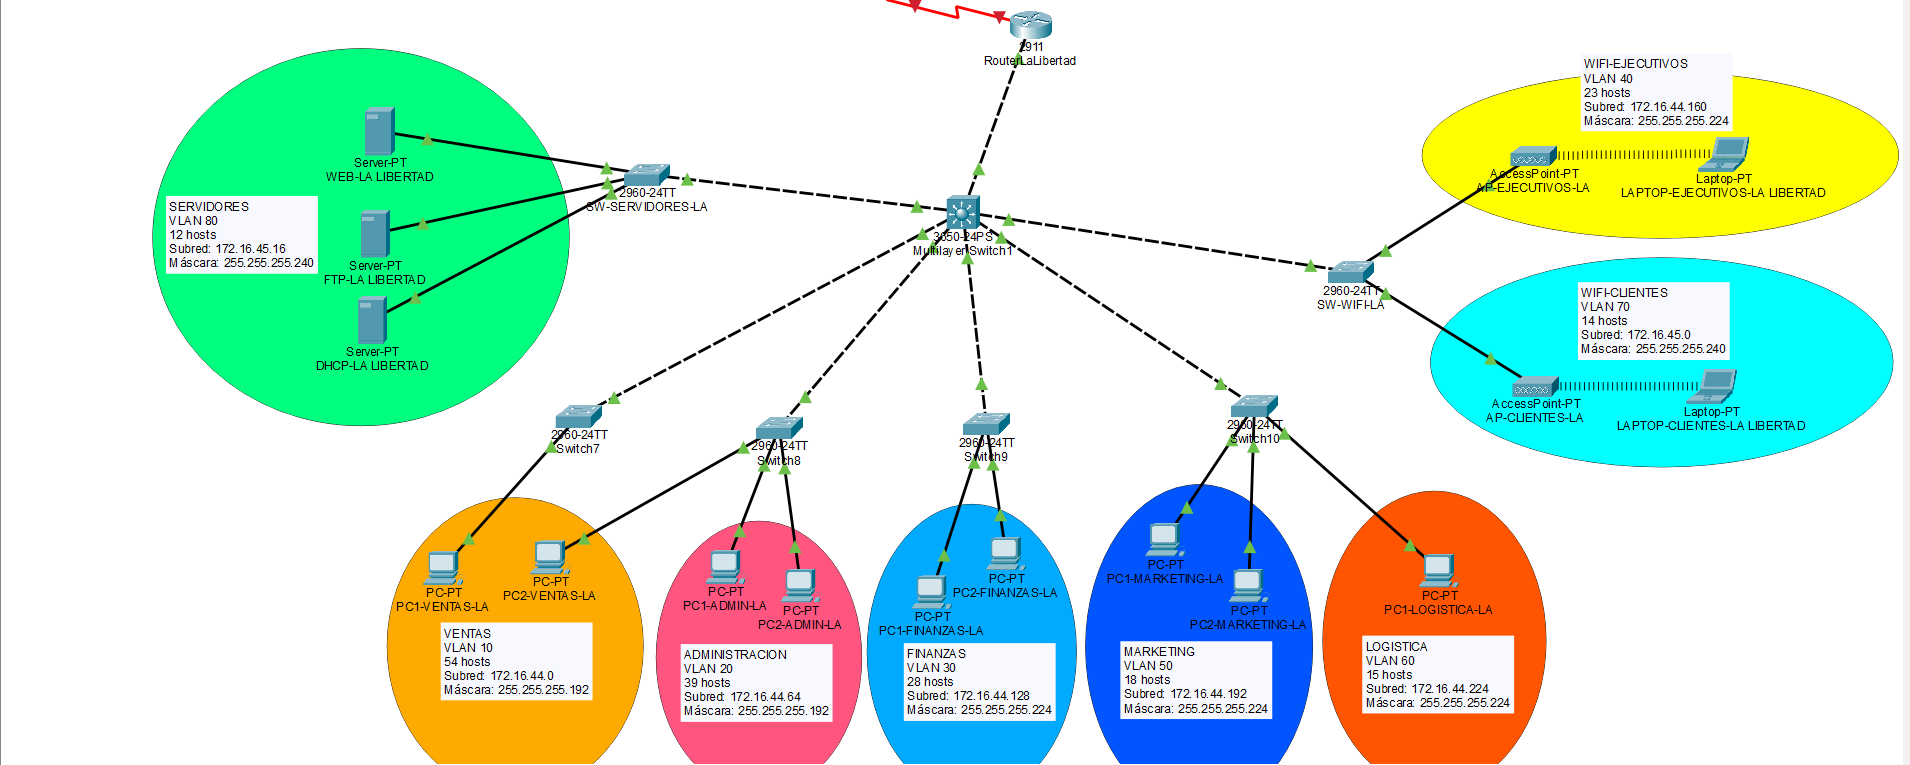 2911
RouterLaLibertad
WIFI-EJECUTIVOS
VLAN 40
23 hosts
Subred: 172.16.44.160
Máscara: 255.255.255.224
AccessPoint-PT
AP-EJECUTIVOS-LA
Laptop-PT
LAPTOP-EJECUTIVOS-LA LIBERTAD
Server-PT
WEB-LA LIBERTAD
2960-24TT
SW-SERVIDORES-LA
SERVIDORES
VLAN 80
12 hosts
Subred: 172.16.45.16
Máscara: 255.255.255.240
Server-PT
FTP-LA LIBERTAD
Server-PT
DHCP-LA LIBERTAD
3650-24PS
Multilayer Switch1
2960-24TT
SW-WIFI-LA
WIFI-CLIENTES
VLAN 70
14 hosts
Subred: 172.16.45.0
Máscara: 255.255.255.240
AccessPoint-PT
AP-CLIENTES-LA
Laptop-PT
LAPTOP-CLIENTES-LA LIBERTAD
2960-24TT
Switch7
2960-24TT
Switch8
2960-24TT
Switch9
2960-24TT
Switch10
PC-PT
PC1-VENTAS-LA
PC-PT
PC2-VENTAS-LA
VENTAS
VLAN 10
54 hosts
Subred: 172.16.44.0
Máscara: 255.255.255.192
PC-PT
PC1-ADMIN-LA
PC-PT
PC2-ADMIN-LA
ADMINISTRACION
VLAN 20
39 hosts
Subred: 172.16.44.64
Máscara: 255.255.255.192
PC-PT
PC2-FINANZAS-LA
PC-PT
PC1-FINANZAS-LA
FINANZAS
VLAN 30
28 hosts
Subred: 172.16.44.128
Máscara: 255.255.255.224
PC-PT
PC1-MARKETING-LA
PC-PT
PC2-MARKETING-LA
MARKETING
VLAN 50
18 hosts
Subred: 172.16.44.192
Máscara: 255.255.255.224
PC-PT
PC1-LOGISTICA-LA
LOGISTICA
VLAN 60
15 hosts
Subred: 172.16.44.224
Máscara: 255.255.255.224